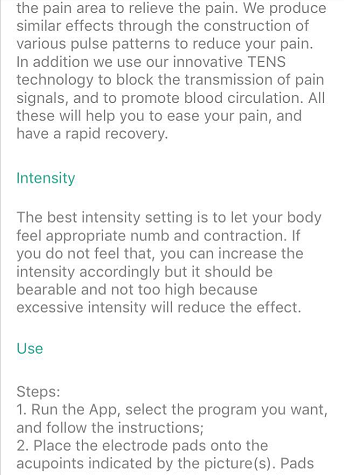 the pain area to relieve the pain. We produce
similar effects through the construction of
various pulse patterns to reduce your pain.
In addition we use our innovative TENS
technology to block the transmission of pain
signals, and to promote blood circulation. All
these will help you to ease your pain, and
have a rapid recovery.
Intensity
The best intensity setting is to let your body
feel appropriate numb and contraction. If
you do not feel that, you can increase the
intensity accordingly but it should be
bearable and not too high because
excessive intensity will reduce the effect.
Use
Steps:
1. Run the App, select the program you want,
and follow the instructions;
2. Place the electrode pads onto the
acupoints indicated by the picture(s). Pads